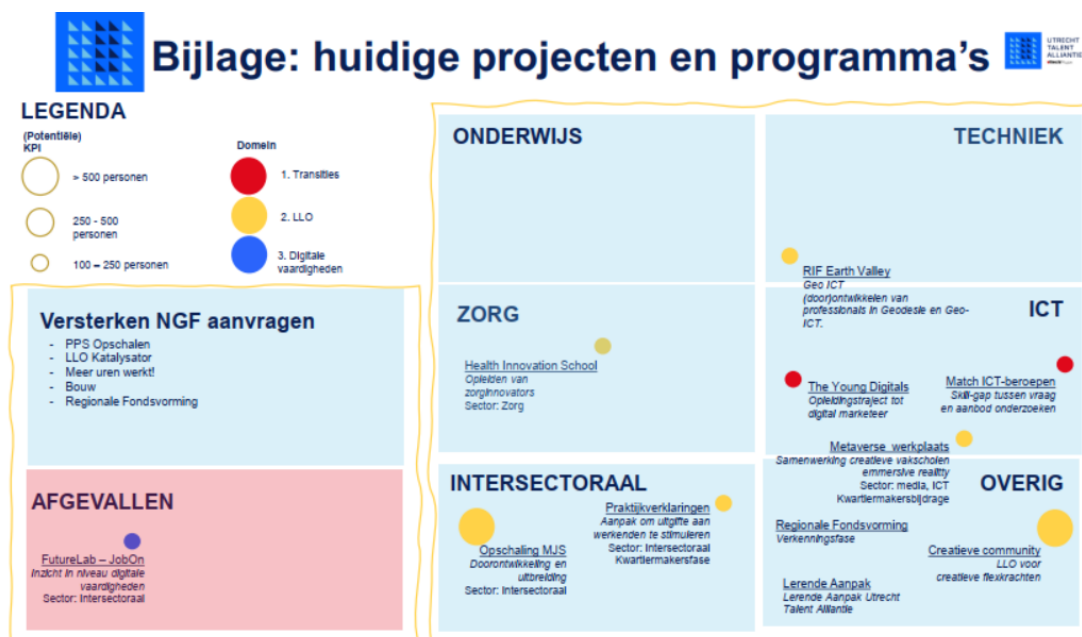 Bijlage: huidige projecten en programma's
UTRECHT
TALENT
ALLIANTIE
LEGENDA
(Potentiële)
KPI
> 500 personen
250 - 500
personen
100 – 250 personen
Domein
1. Transities
2. LLO
3. Digitale
vaardigheden
Versterken NGF aanvragen
- PPS Opschalen
- LLO Katalysator
- Meer uren werkt!
- Bouw
- Regionale Fondsvorming
AFGEVALLEN
FutureLab – JobOn
Inzicht in niveau digitale
vaardigheden
Sector: Intersectoraal
ONDERWIJS
TECHNIEK
RIF Earth Valley
Geo ICT
(door)ontwikkelen van
professionals in Geodesie en Geo-
ICT.
ZORG
Health Innovation School
Opleiden van
zorginnovators
Sector: Zorg
ICT
The Young Digitals
Opleidingstraject tot
digital marketeer
Match ICT-beroepen
Skill-gap tussen vraag
en aanbod onderzoeken
Metaverse werkplaats
Samenwerking creatieve vakscholen
emmersive realitty
Sector: media, ICT
Kwartiermakersbijdrage
INTERSECTORAAL
Praktijkverklaringen
Aanpak om uitgifte aan
werkenden te stimuleren
Sector: Intersectoraal
Kwartiermakersfase
Opschaling MJS
Doorontwikkeling en
uitbreiding
Sector: Intersectoraal
OVERIG
Regionale Fondsvorming
Verkenningsfase
Creatieve community
LLO voor
creatieve flexkrachten
Lerende Aanpak
Lerende Aanpak Utrecht
Talent Alliantie